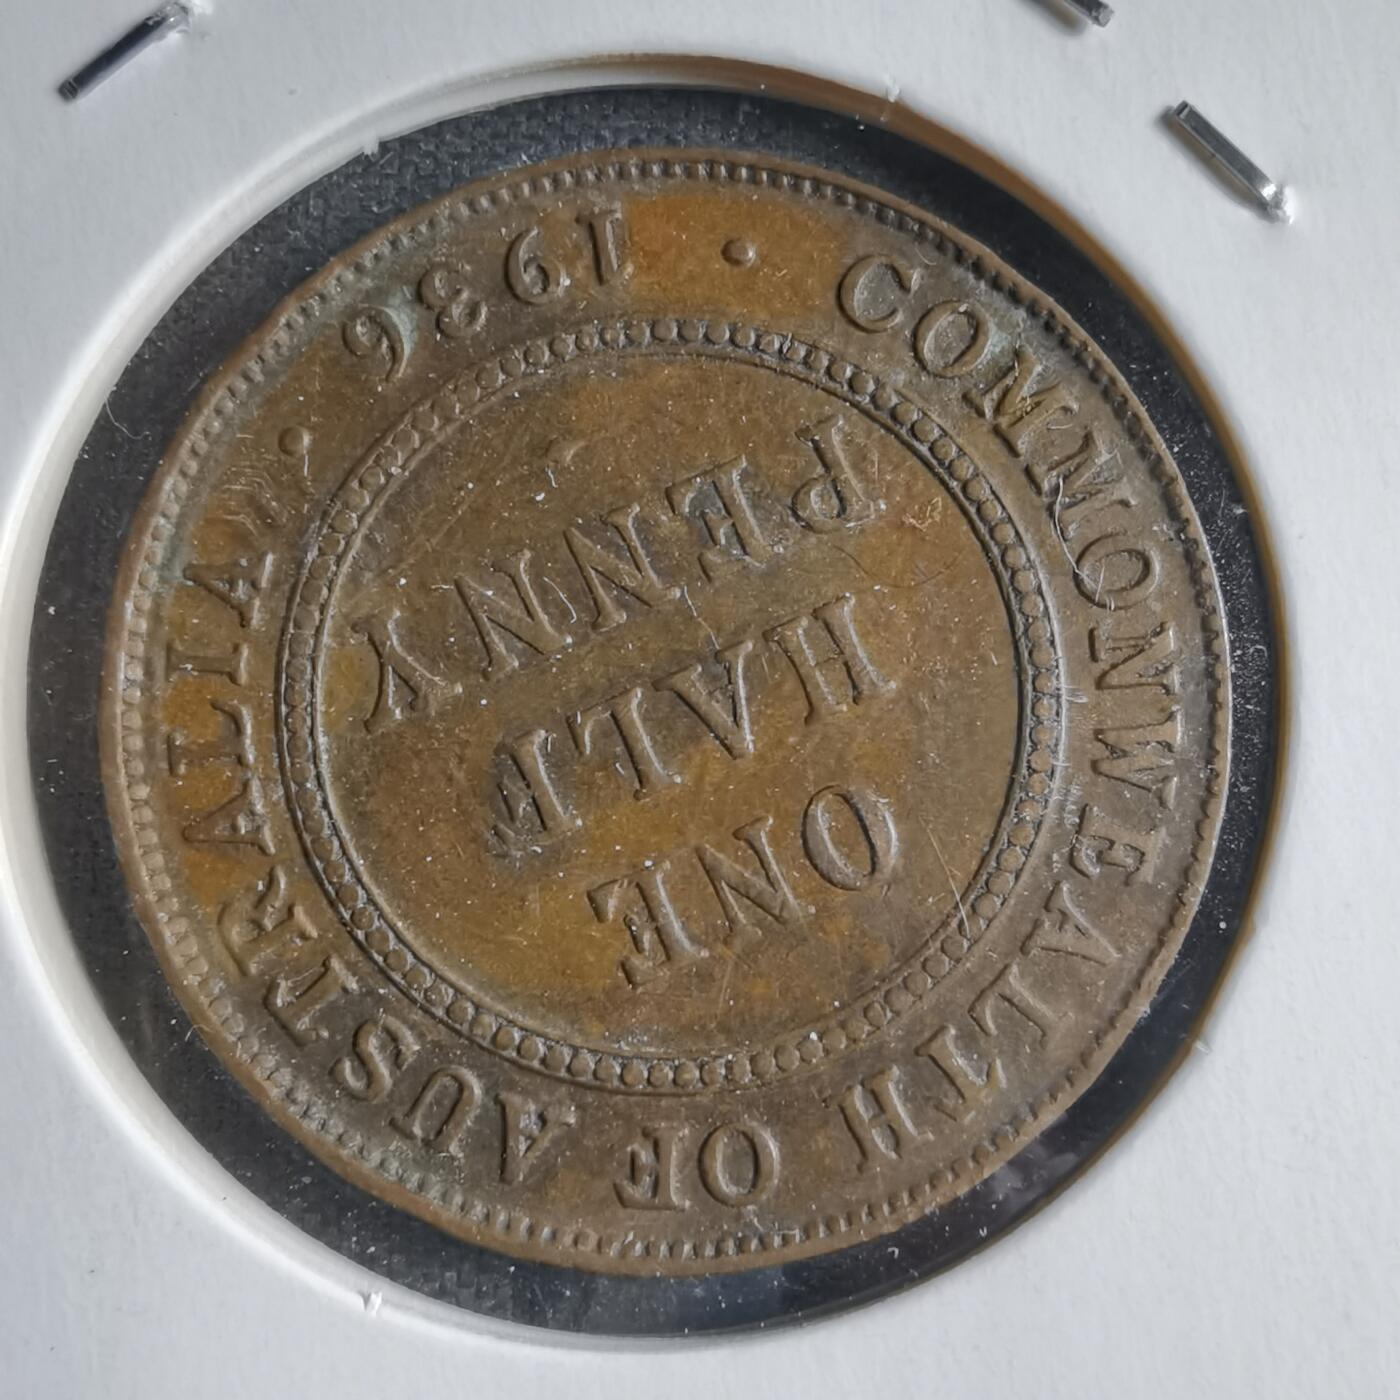 COMMONWEALTH OF AUSTRALIA
ONE
HALF
PENNY
· 1936 ·